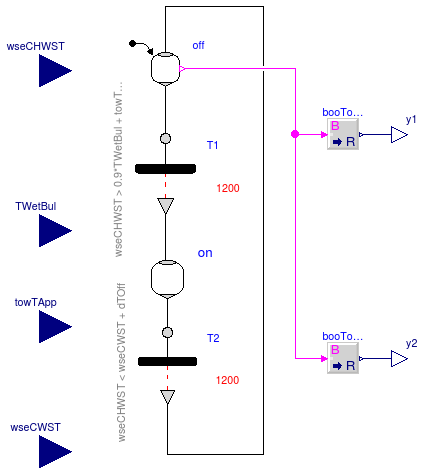 wseCHWST
off
y1
booTo...
B
R
wseCHWST > 0.9*TWetBul + towT...
T1
1200
TWetBul
on
towTApp
wseCHWST < wseCWST + dTOff
T2
1200
y2
booTo...
B
R
wseCWST